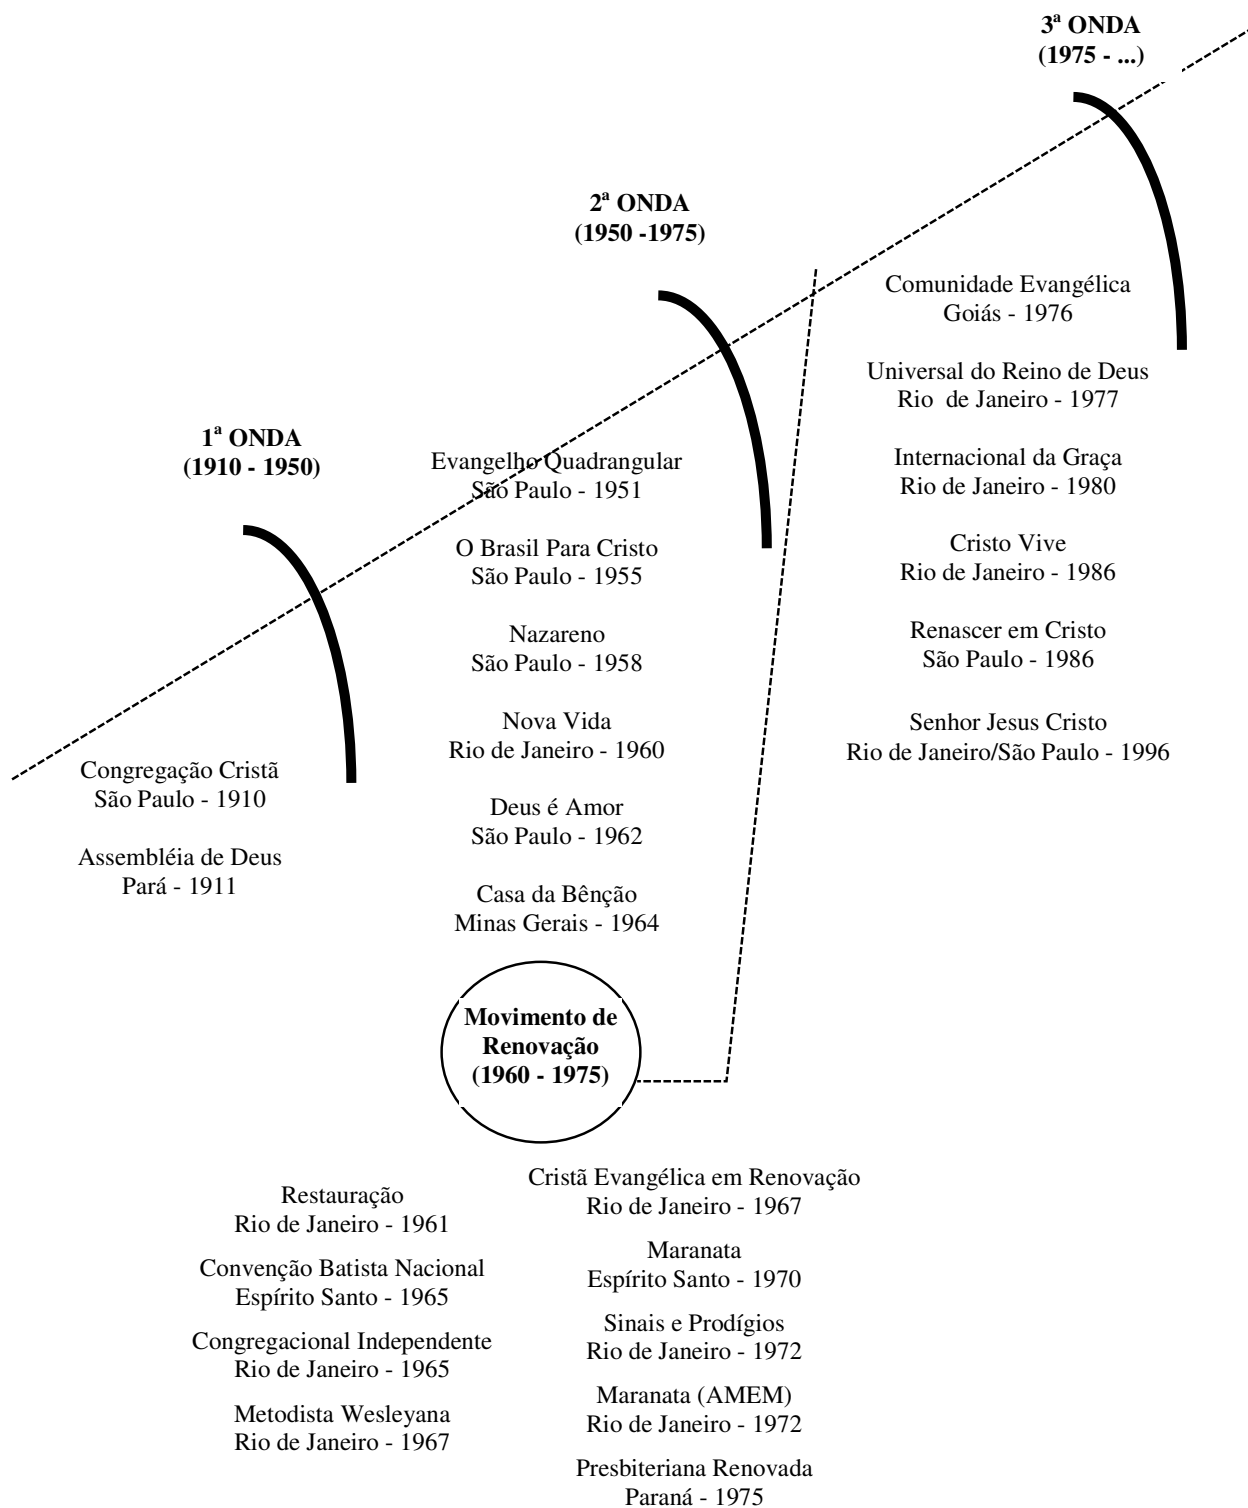 1ª ONDA
(1910 - 1950)
Congregação Cristã
São Paulo - 1910
Assembléia de Deus
Pará - 1911
2ª ONDA
(1950 -1975)
Evangelho Quadrangular
São Paulo - 1951
O Brasil Para Cristo
São Paulo - 1955
Nazareno
São Paulo - 1958
Nova Vida
Rio de Janeiro - 1960
Deus é Amor
São Paulo - 1962
Casa da Bênção
Minas Gerais - 1964
3ª ONDA
(1975 - ...)
Comunidade Evangélica
Goiás - 1976
Universal do Reino de Deus
Rio de Janeiro - 1977
Internacional da Graça
Rio de Janeiro - 1980
Cristo Vive
Rio de Janeiro - 1986
Renascer em Cristo
São Paulo - 1986
Senhor Jesus Cristo
Rio de Janeiro/São Paulo - 1996
Movimento de
Renovação
(1960 - 1975)
Restauração
Rio de Janeiro - 1961
Convenção Batista Nacional
Espírito Santo - 1965
Congregacional Independente
Rio de Janeiro - 1965
Metodista Wesleyana
Rio de Janeiro - 1967
Cristã Evangélica em Renovação
Rio de Janeiro - 1967
Maranata
Espírito Santo - 1970
Sinais e Prodígios
Rio de Janeiro - 1972
Maranata (AMEM)
Rio de Janeiro - 1972
Presbiteriana Renovada
Paraná - 1975